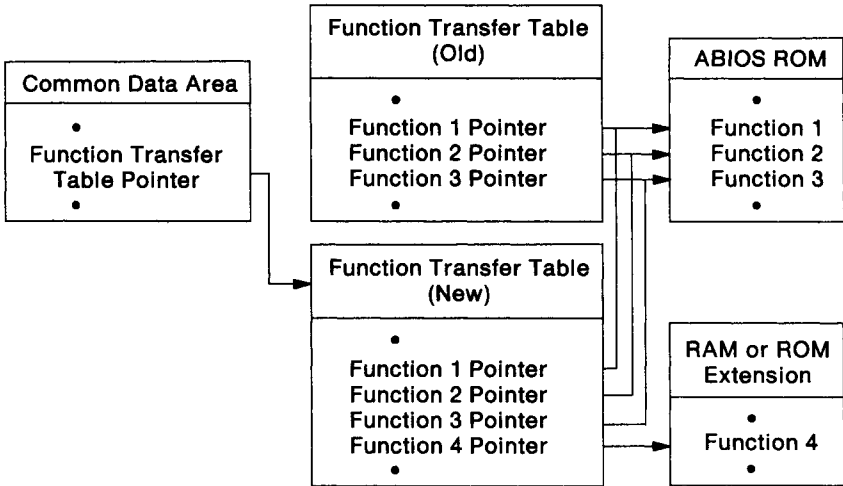 Common Data Area
•
Function Transfer
Table Pointer
•
Function Transfer Table
(Old)
•
Function 1 Pointer
Function 2 Pointer
Function 3 Pointer
•
Function Transfer Table
(New)
•
Function 1 Pointer
Function 2 Pointer
Function 3 Pointer
Function 4 Pointer
•
ABIOS ROM
•
Function 1
Function 2
Function 3
•
RAM or ROM
Extension
•
Function 4
•